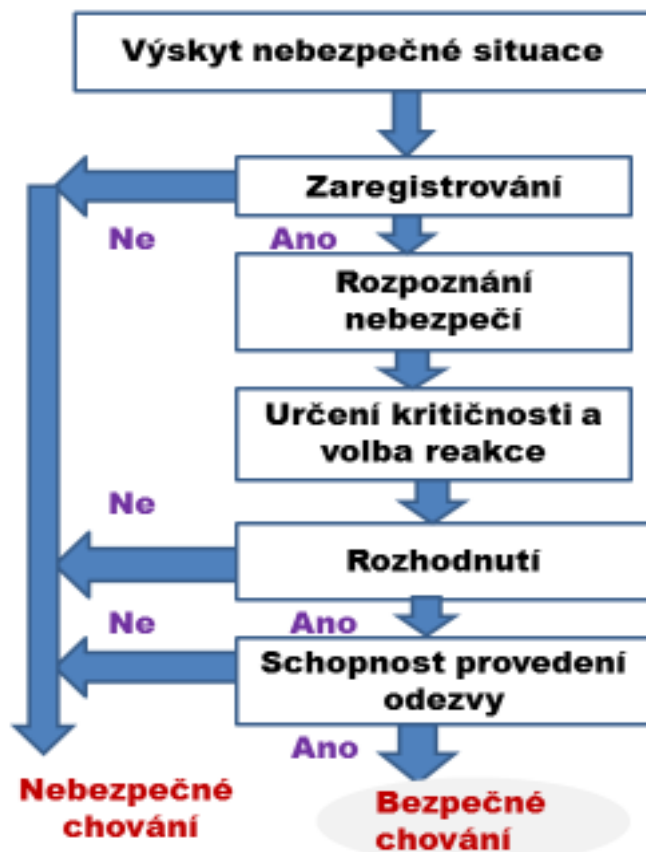 Výskyt nebezpečné situace
Zaregistrování
Ne
Ano
Rozpoznání
nebezpečí
Určení kritičnosti a
volba reakce
Ne
Rozhodnutí
Ne
Ano
Schopnost provedení
odezvy
Ano
Nebezpečné
chování
Bezpečné
chování